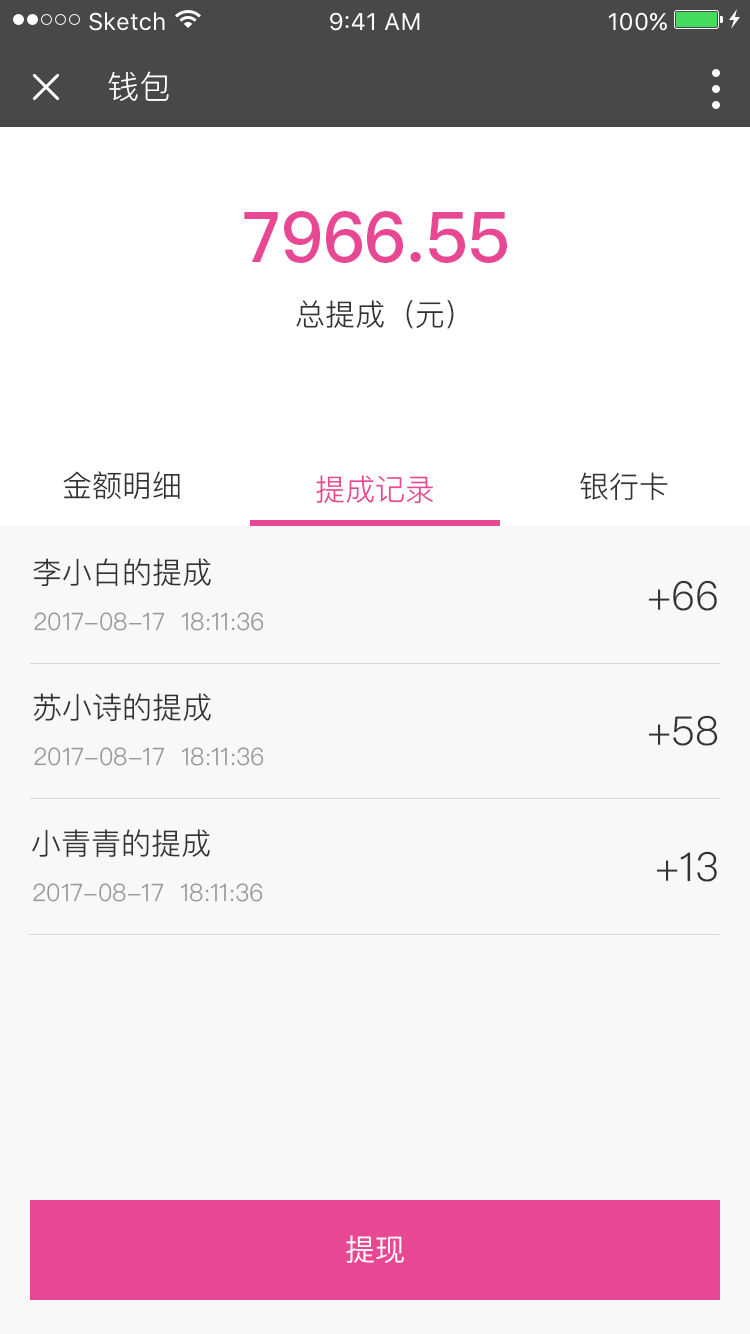 Sketch 9:41 AM 100%
钱包
7966.55
总提成（元）
金额明细 提成记录 银行卡
李小白的提成
+66
2017-08-17 18:11:36
苏小诗的提成
+58
2017-08-17 18:11:36
小青青的提成
+13
2017-08-17 18:11:36
提现